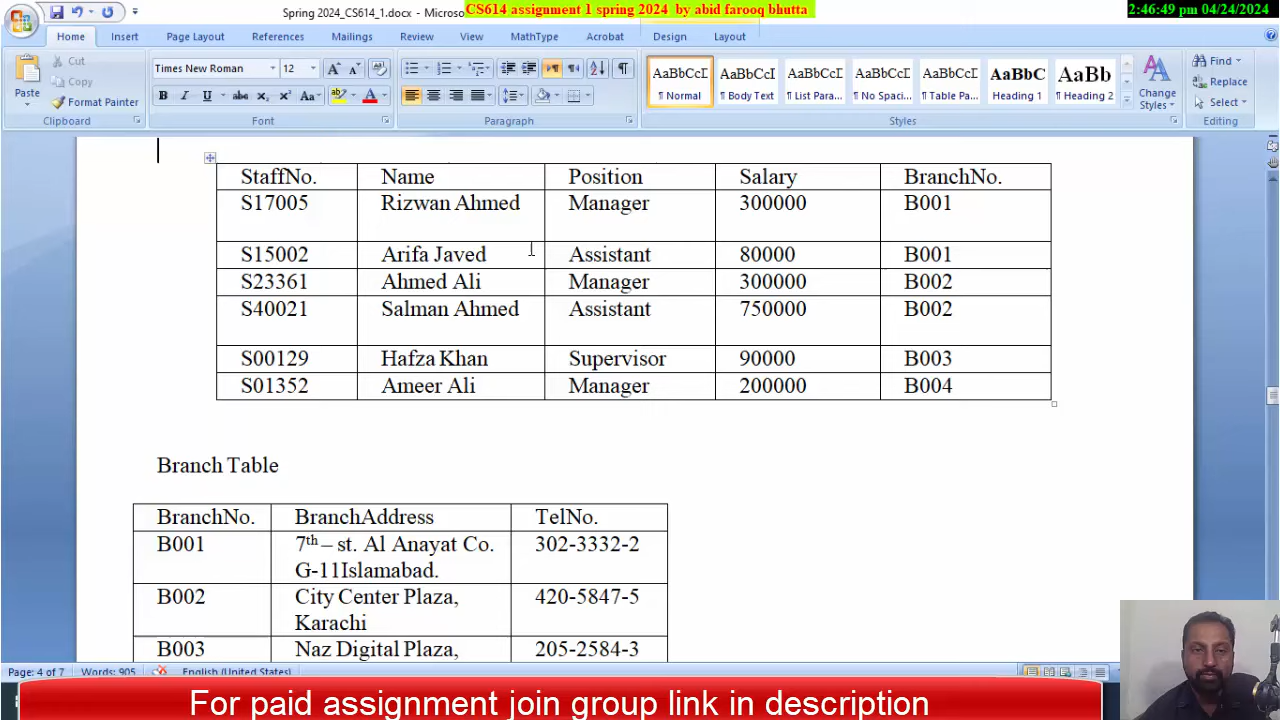 Spring 2024_CS614_1.docx - Microso
CS614 assignment 1 spring 2024 by abid farooq bhutta
2:46:49 pm 04/24/2024
Home Insert Page Layout References Mailings Review View MathType Acrobat Design Layout
Cut
Copy
Format Painter
Paste
Times New Roman 12
AaBbCcD AaBbCcD AaBbCcD AaBbCcD AaBbCcD AaBbC AaBb
¶ Normal ¶ Body Text ¶ List Para... ¶ No Spaci... ¶ Table Pa... Heading 1 ¶ Heading 2
Change Styles
Find
Replace
Select
Clipboard Font Paragraph Styles Editing
StaffNo. Name Position Salary BranchNo.
S17005 Rizwan Ahmed Manager 300000 B001
S15002 Arifa Javed Assistant 80000 B001
S23361 Ahmed Ali Manager 300000 B002
S40021 Salman Ahmed Assistant 750000 B002
S00129 Hafza Khan Supervisor 90000 B003
S01352 Ameer Ali Manager 200000 B004
Branch Table
BranchNo. BranchAddress TelNo.
B001 7th – st. Al Anayat Co. 302-3332-2
G-11Islamabad.
B002 City Center Plaza, 420-5847-5
Karachi
B003 Naz Digital Plaza, 205-2584-3
Page: 4 of 7 Words: 905 English (United States)
For paid assignment join group link in description